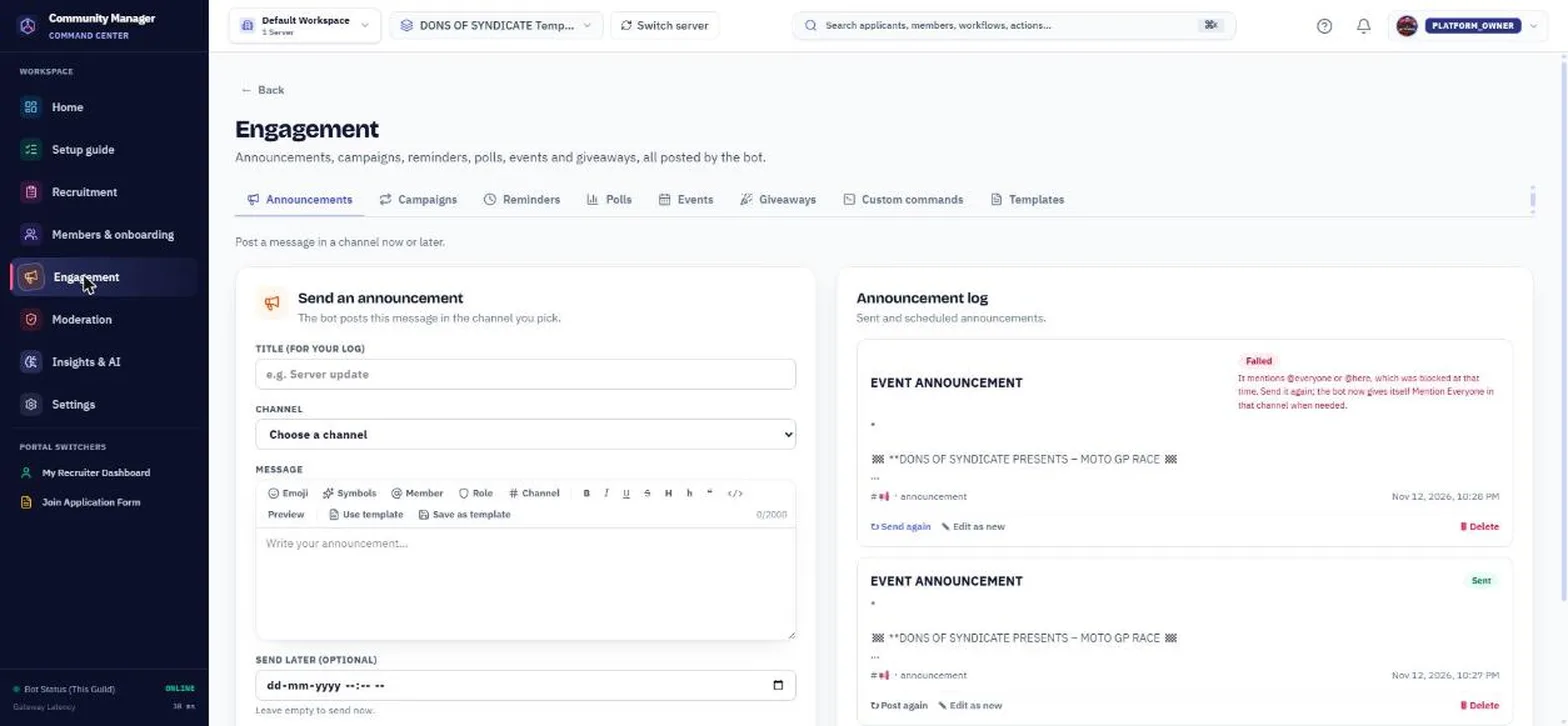 Community Manager
COMMAND CENTER
WORKSPACE
Home
Setup guide
Recruitment
Members & onboarding
Engagement
Moderation
Insights & AI
Settings
PORTAL SWITCHERS
My Recruiter Dashboard
Join Application Form
Bot Status (This Guild) ONLINE
Gateway Latency 38 ms
Default Workspace
1 Server
DONS OF SYNDICATE Temp...
Switch server
Search applicants, members, workflows, actions...
PLATFORM_OWNER
← Back
Engagement
Announcements, campaigns, reminders, polls, events and giveaways, all posted by the bot.
Announcements Campaigns Reminders Polls Events Giveaways Custom commands Templates
Post a message in a channel now or later.
Send an announcement
The bot posts this message in the channel you pick.
TITLE (FOR YOUR LOG)
e.g. Server update
CHANNEL
Choose a channel
MESSAGE
Emoji Symbols @ Member Role # Channel B I U S H h " </>
Preview Use template Save as template 0/2000
Write your announcement...
SEND LATER (OPTIONAL)
dd-mm-yyyy --:-- --
Leave empty to send now.
Announcement log
Sent and scheduled announcements.
Failed
EVENT ANNOUNCEMENT
It mentions @everyone or @here, which was blocked at that
time. Send it again; the bot now gives itself Mention Everyone in
that channel when needed.
**DONS OF SYNDICATE PRESENTS – MOTO GP RACE
...
# · announcement Nov 12, 2026, 10:28 PM
Send again Edit as new Delete
EVENT ANNOUNCEMENT Sent
**DONS OF SYNDICATE PRESENTS – MOTO GP RACE
...
# · announcement Nov 12, 2026, 10:27 PM
Post again Edit as new Delete